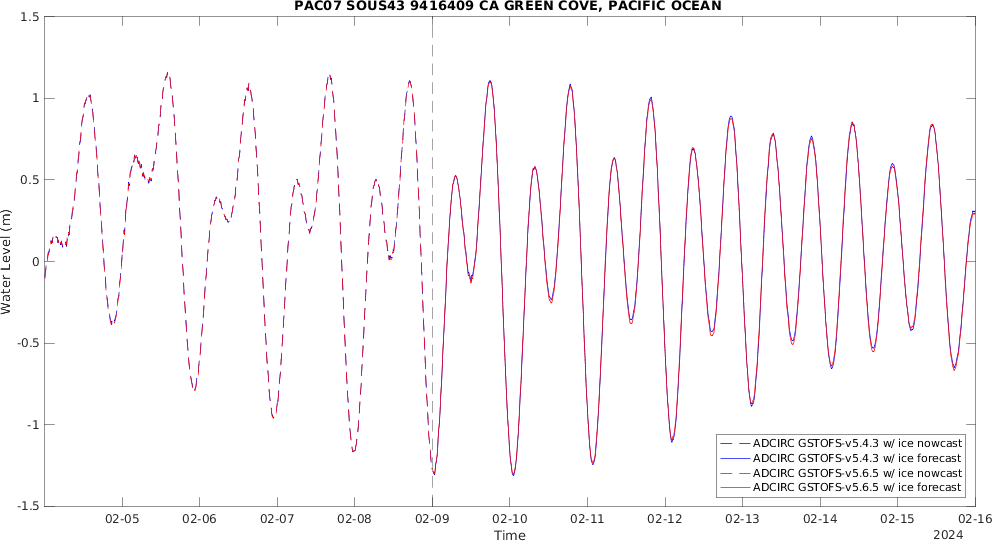 PAC07 SOUS43 9416409 CA GREEN COVE, PACIFIC OCEAN
1.5
1
0.5
0
-0.5
-1
-1.5
Water Level (m)
02-05 02-06 02-07 02-08 02-09 02-10 02-11 02-12 02-13 02-14 02-15 02-16
Time
2024
ADCIRC GSTOFS-v5.4.3 w/ ice nowcast
ADCIRC GSTOFS-v5.4.3 w/ ice forecast
ADCIRC GSTOFS-v5.6.5 w/ ice nowcast
ADCIRC GSTOFS-v5.6.5 w/ ice forecast